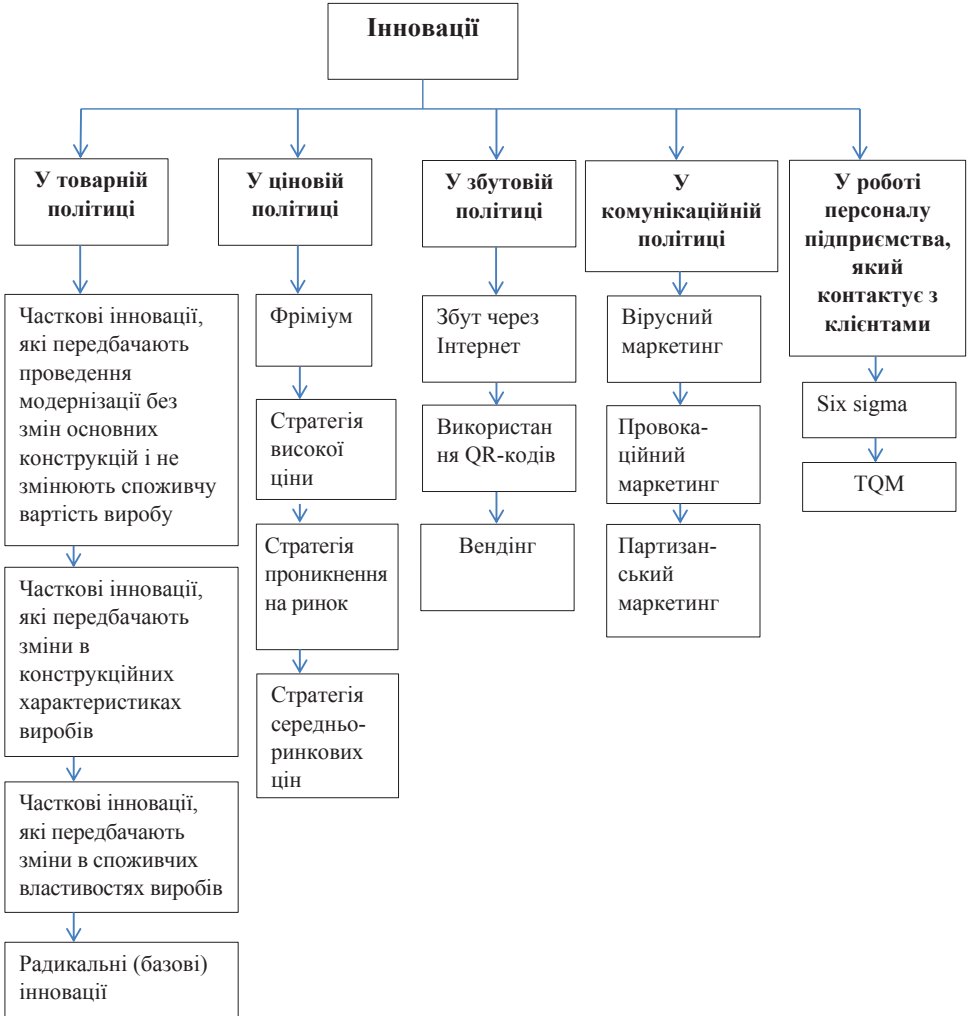 Інновації
У товарній
політиці
Часткові інновації,
які передбачають
проведення
модернізації без
змін основних
конструкцій і не
змінюють споживчу
вартість виробу
Часткові інновації,
які передбачають
зміни в
конструкційних
характеристиках
виробів
Часткові інновації,
які передбачають
зміни в споживчих
властивостях виробів
Радикальні (базові)
інновації
У ціновій
політиці
Фріміум
Стратегія
високої
ціни
Стратегія
проникнення
на ринок
Стратегія
середньо-
ринкових
цін
У збутовій
політиці
Збут через
Інтернет
Використан
ня QR-кодів
Вендінг
У
комунікаційній
політиці
Вірусний
маркетинг
Провока-
ційний
маркетинг
Партизан-
ський
маркетинг
У роботі
персоналу
підприємства,
який
контактує з
клієнтами
Six sigma
TQM